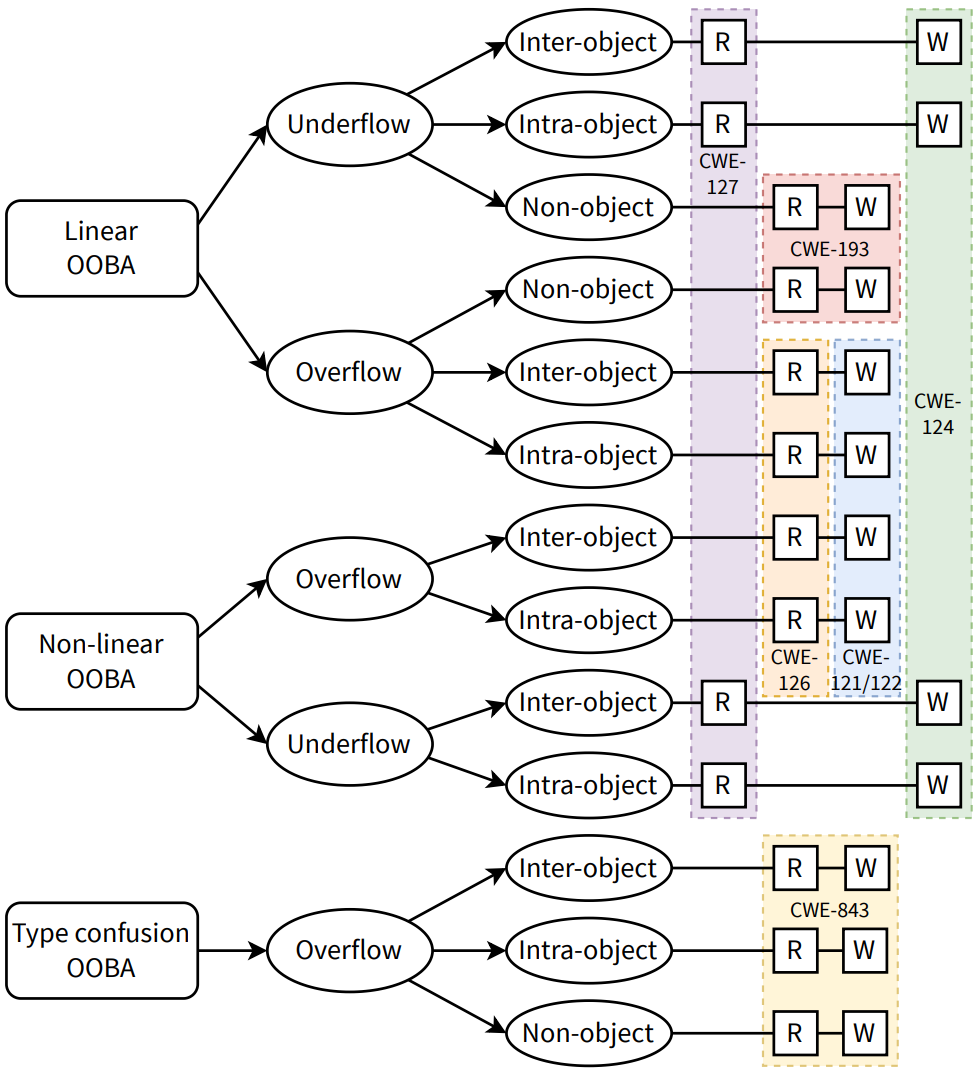 Inter-object
R
W
Underflow
Intra-object
R
W
CWE-
127
Non-object
R
W
Linear
OOBA
CWE-193
Non-object
R
W
Overflow
Inter-object
R
W
CWE-
124
Intra-object
R
W
Inter-object
R
W
Overflow
Intra-object
R
W
Non-linear
OOBA
CWE-
126
CWE-
121/122
Inter-object
R
W
Underflow
Intra-object
R
W
Inter-object
R
W
CWE-843
Type confusion
OOBA
Overflow
Intra-object
R
W
Non-object
R
W